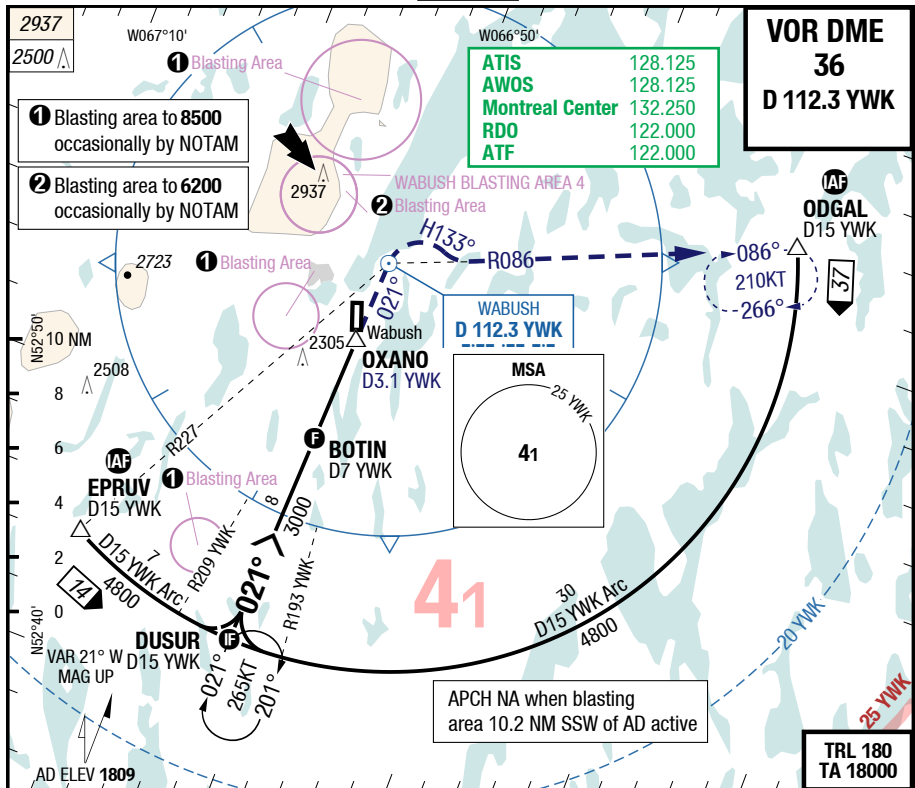 2937
2500
W067°10'
W066°50'
VOR DME
36
D 112.3 YWK
ATIS 128.125
AWOS 128.125
Montreal Center 132.250
RDO 122.000
ATF 122.000
1 Blasting Area
1 Blasting area to 8500
occasionally by NOTAM
2 Blasting area to 6200
occasionally by NOTAM
2937
WABUSH BLASTING AREA 4
2 Blasting Area
IAF
ODGAL
D15 YWK
H133°
R086
086°
210KT
266°
37
2723
1 Blasting Area
021°
WABUSH
D 112.3 YWK
N52°50'
10 NM
2305
Wabush
OXANO
D3.1 YWK
2508
8
MSA
25 YWK
41
R227
6
F
BOTIN
D7 YWK
IAF
EPRUV
D15 YWK
1 Blasting Area
4
8
3000
R209 YWK
7
D15 YWK Arc
4800
2
021°
R193 YWK
41
14
0
30
D15 YWK Arc
4800
20 YWK
N52°40'
DUSUR
D15 YWK
IF
VAR 21° W
MAG UP
021°
265KT
201°
APCH NA when blasting
area 10.2 NM SSW of AD active
25 YWK
TRL 180
TA 18000
AD ELEV 1809